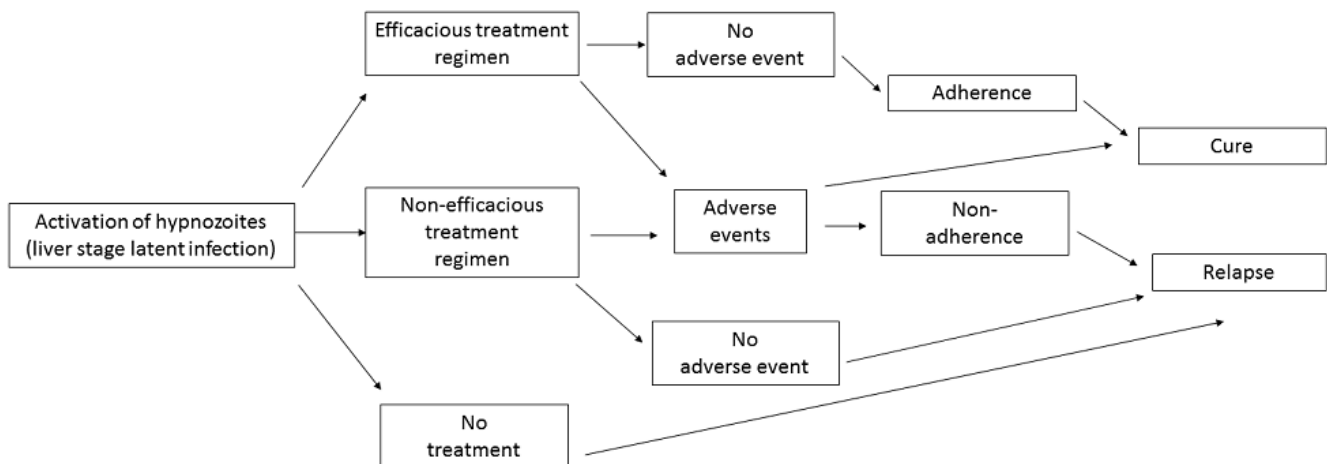 Efficacious treatment
regimen
No
adverse event
Adherence
Cure
Activation of hypnozoites
(liver stage latent infection)
Non-efficacious
treatment
regimen
Adverse
events
Non-
adherence
Relapse
No
adverse event
No
treatment